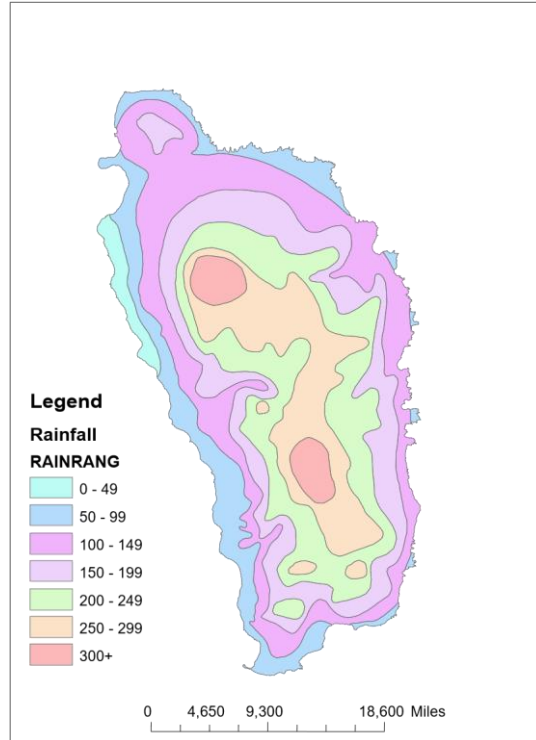 Legend
Rainfall
RAINRANG
0 - 49
50 - 99
100 - 149
150 - 199
200 - 249
250 - 299
300+
0 4,650 9,300 18,600 Miles